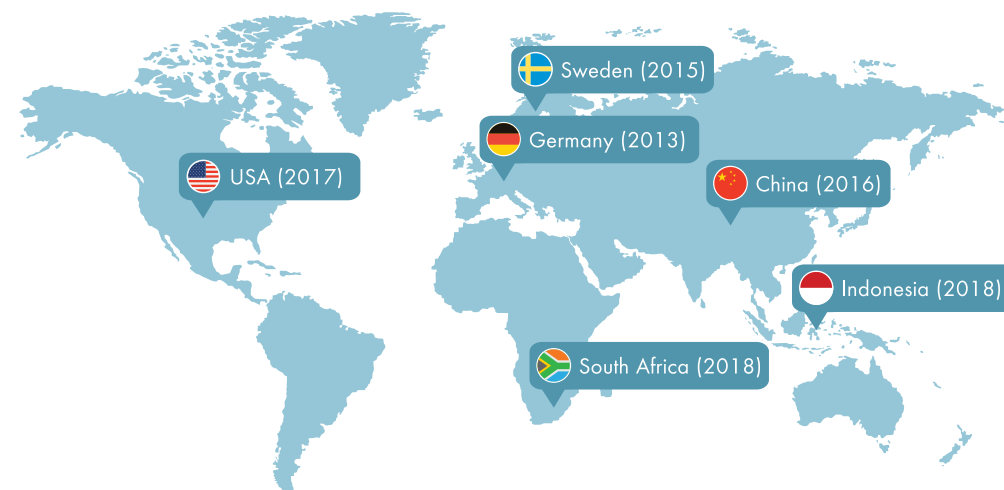 Sweden (2015)
Germany (2013)
USA (2017)
China (2016)
Indonesia (2018)
South Africa (2018)